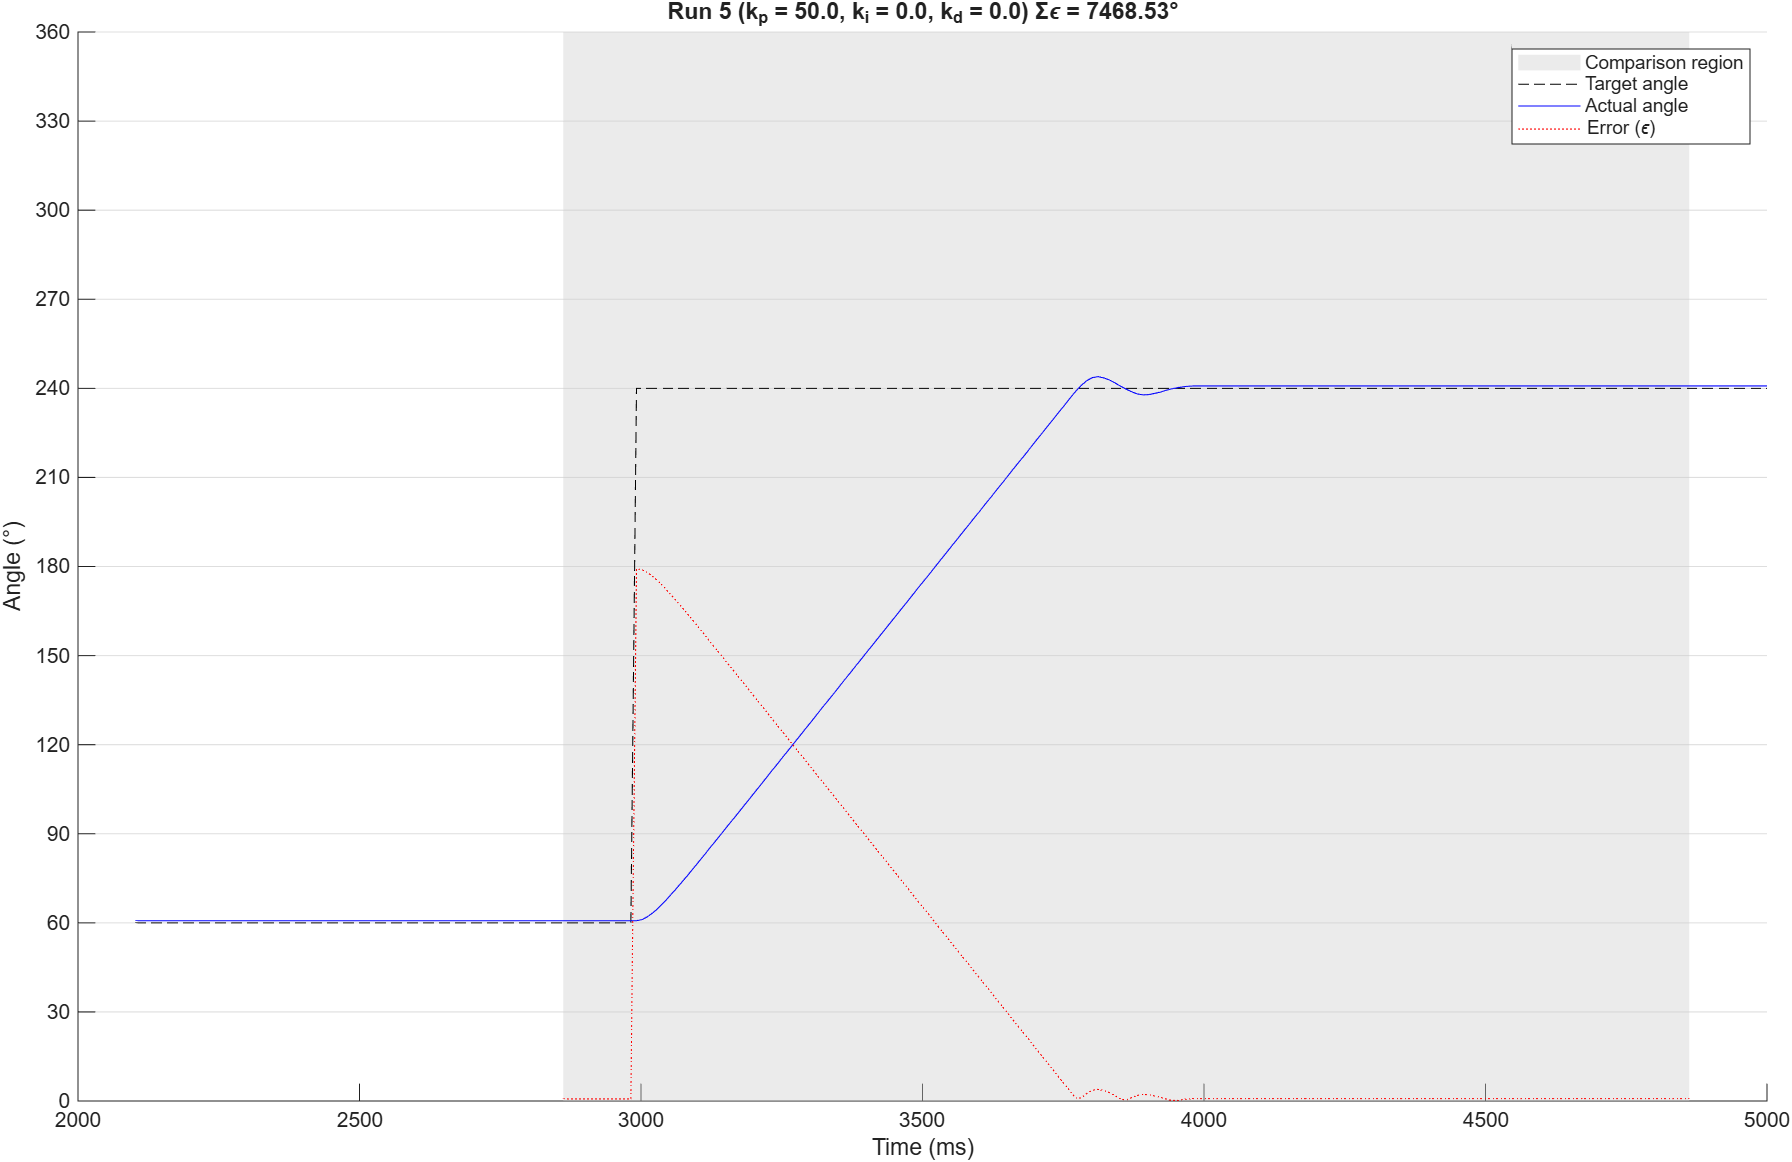 Run 5 (kp = 50.0, ki = 0.0, kd = 0.0) Σϵ = 7468.53°
360
330
300
270
240
210
180
150
120
90
60
30
0
Angle (°)
Comparison region
Target angle
Actual angle
Error (ϵ)
2000 2500 3000 3500 4000 4500 5000
Time (ms)